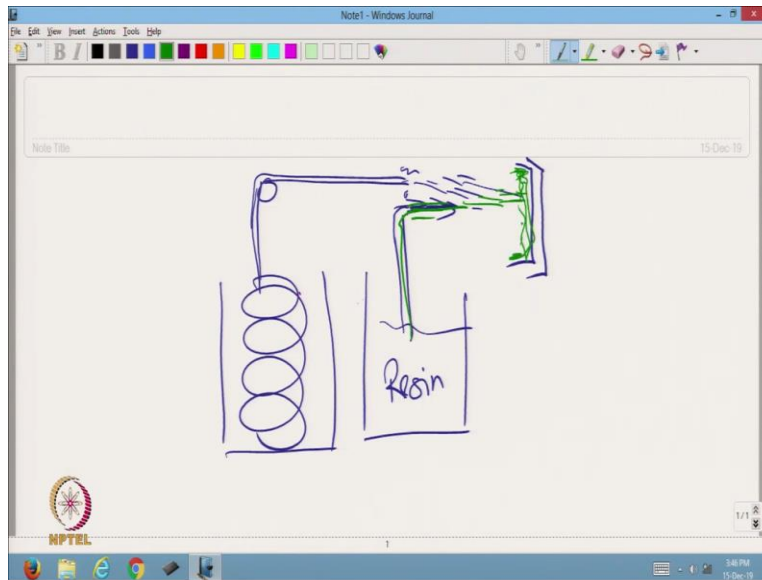 Note1 - Windows Journal
File Edit View Insert Actions Tools Help
B I
Note Title
15-Dec-19
Resin
NPTEL
1/1
1
3:46 PM
15-Dec-19